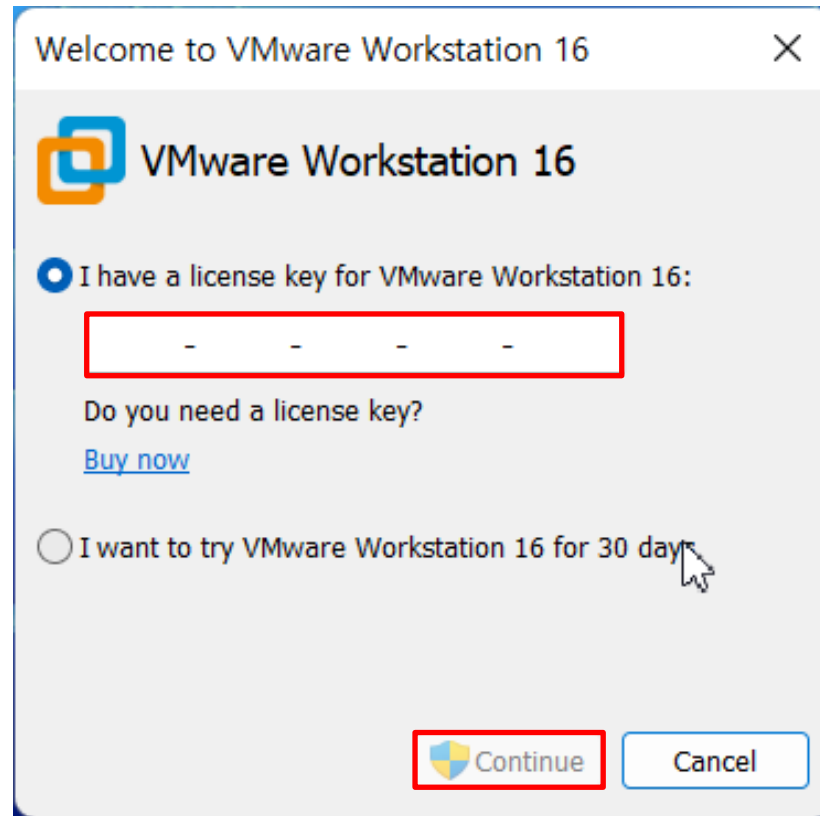 Welcome to VMware Workstation 16
VMware Workstation 16
I have a license key for VMware Workstation 16:
- - - -
Do you need a license key?
Buy now
I want to try VMware Workstation 16 for 30 days
Continue Cancel